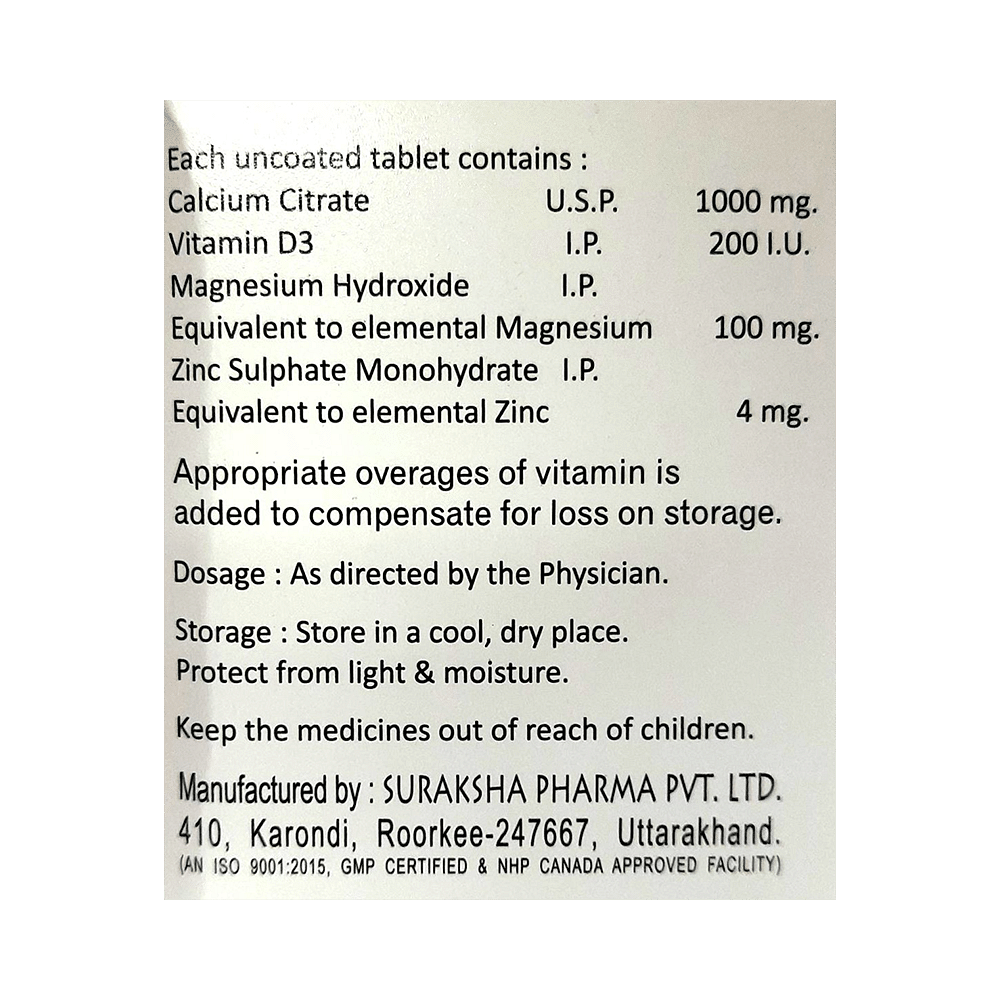 Each uncoated tablet contains :
Calcium Citrate U.S.P. 1000 mg.
Vitamin D3 I.P. 200 I.U.
Magnesium Hydroxide I.P.
Equivalent to elemental Magnesium 100 mg.
Zinc Sulphate Monohydrate I.P.
Equivalent to elemental Zinc 4 mg.
Appropriate overages of vitamin is
added to compensate for loss on storage.
Dosage : As directed by the Physician.
Storage : Store in a cool, dry place.
Protect from light & moisture.
Keep the medicines out of reach of children.
Manufactured by : SURAKSHA PHARMA PVT. LTD.
410, Karondi, Roorkee-247667, Uttarakhand.
(AN ISO 9001:2015, GMP CERTIFIED & NHP CANADA APPROVED FACILITY)